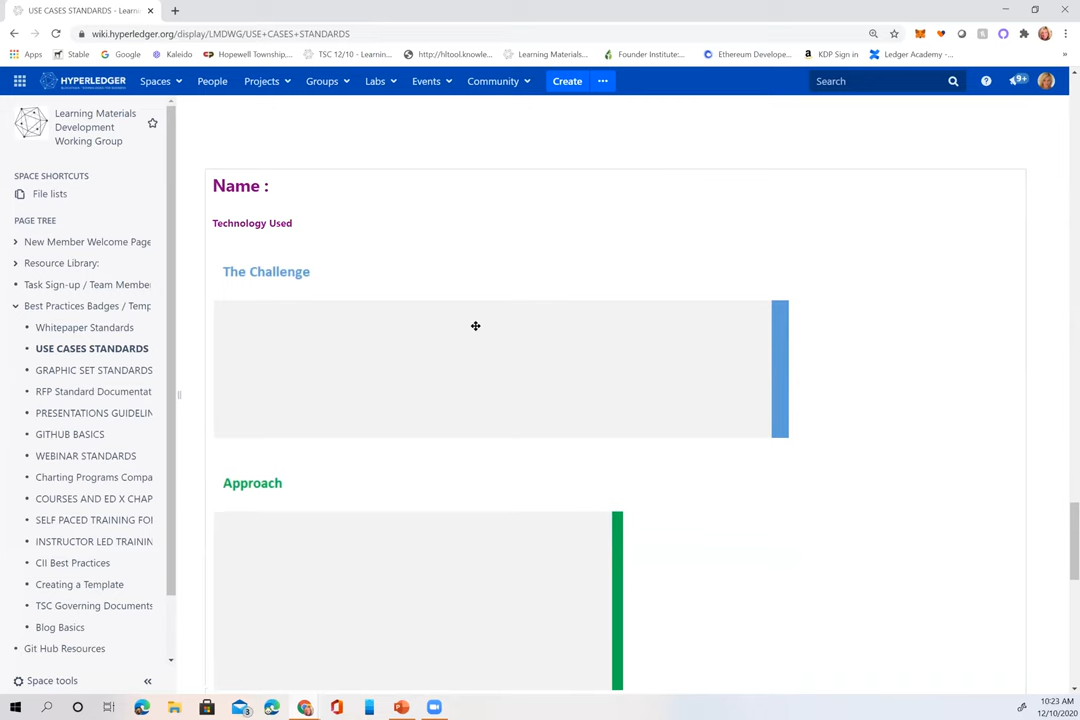 USE CASES STANDARDS - Learni
wiki.hyperledger.org/display/LMDWG/USE+CASES+STANDARDS
Apps
Stable
Google
Kaleido
Hopewell Township,...
TSC 12/10 - Learnin...
http://hltool.knowle...
Learning Materials...
Founder Institute:...
Ethereum Develope...
KDP Sign in
Ledger Academy -...
HYPERLEDGER
Spaces
People
Projects
Groups
Labs
Events
Community
Create
Search
9+
Learning Materials
Development
Working Group
SPACE SHORTCUTS
File lists
PAGE TREE
New Member Welcome Page
Resource Library:
Task Sign-up / Team Membe
Best Practices Badges / Temp
Whitepaper Standards
USE CASES STANDARDS
GRAPHIC SET STANDARDS
RFP Standard Documentat
PRESENTATIONS GUIDELIN
GITHUB BASICS
WEBINAR STANDARDS
Charting Programs Compa
COURSES AND ED X CHAP
SELF PACED TRAINING FO
INSTRUCTOR LED TRAININ
CII Best Practices
Creating a Template
TSC Governing Documents
Blog Basics
Git Hub Resources
Space tools
Name :
Technology Used
The Challenge
Approach
3
10:23 AM
12/10/2020